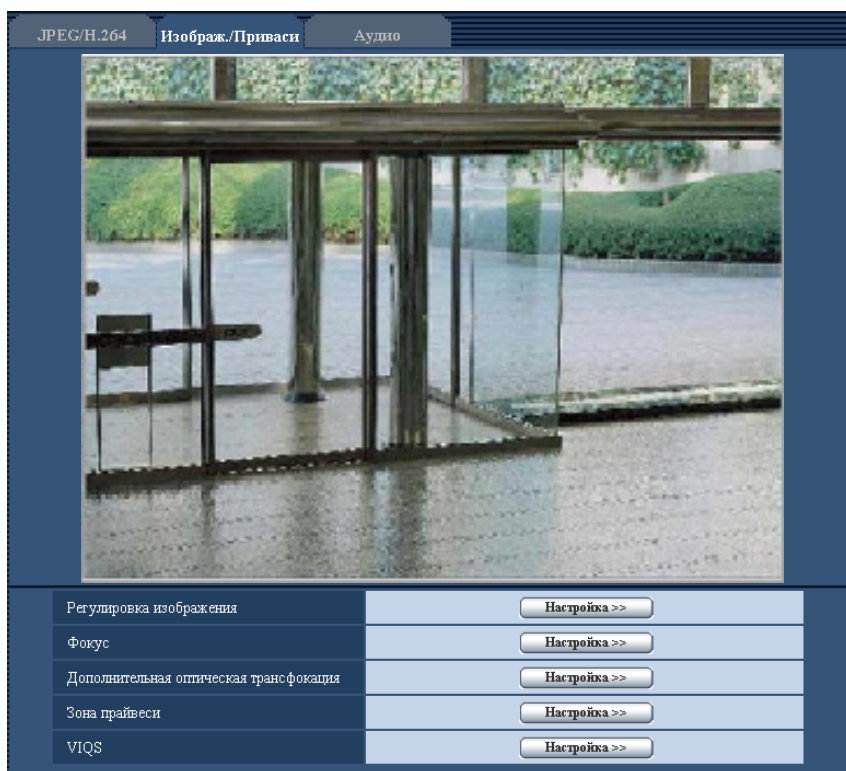 JPEG/H.264 Изображ./Приваси Аудио
Регулировка изображения Настройка >>
Фокус Настройка >>
Дополнительная оптическая трансфокация Настройка >>
Зона прайвеси Настройка >>
VIQS Настройка >>